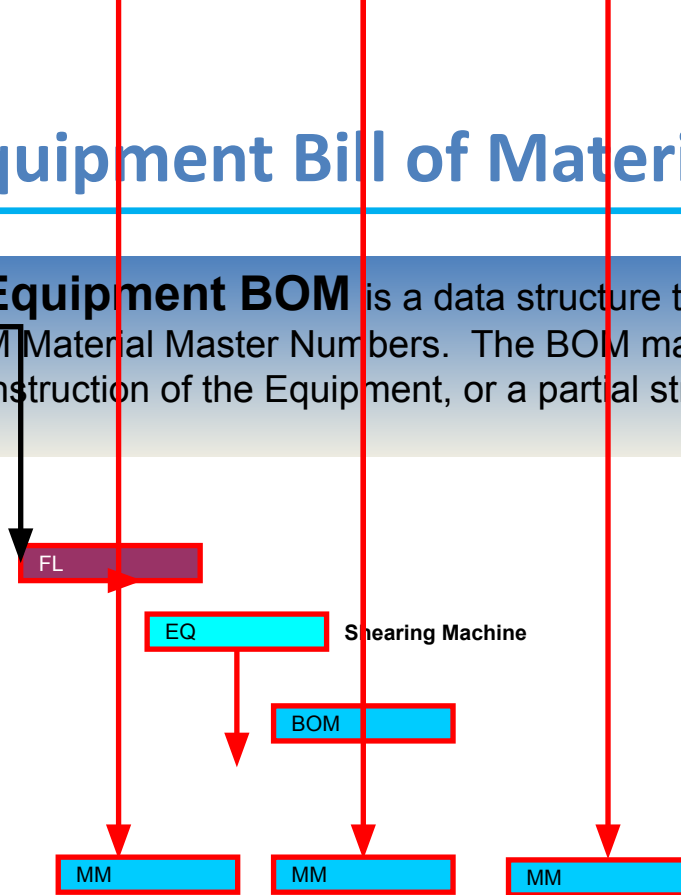 quipment Bill of Materi
Equipment BOM is a data structure t
M Material Master Numbers. The BOM ma
nstruction of the Equipment, or a partial st
FL
EQ
Shearing Machine
BOM
MM
MM
MM